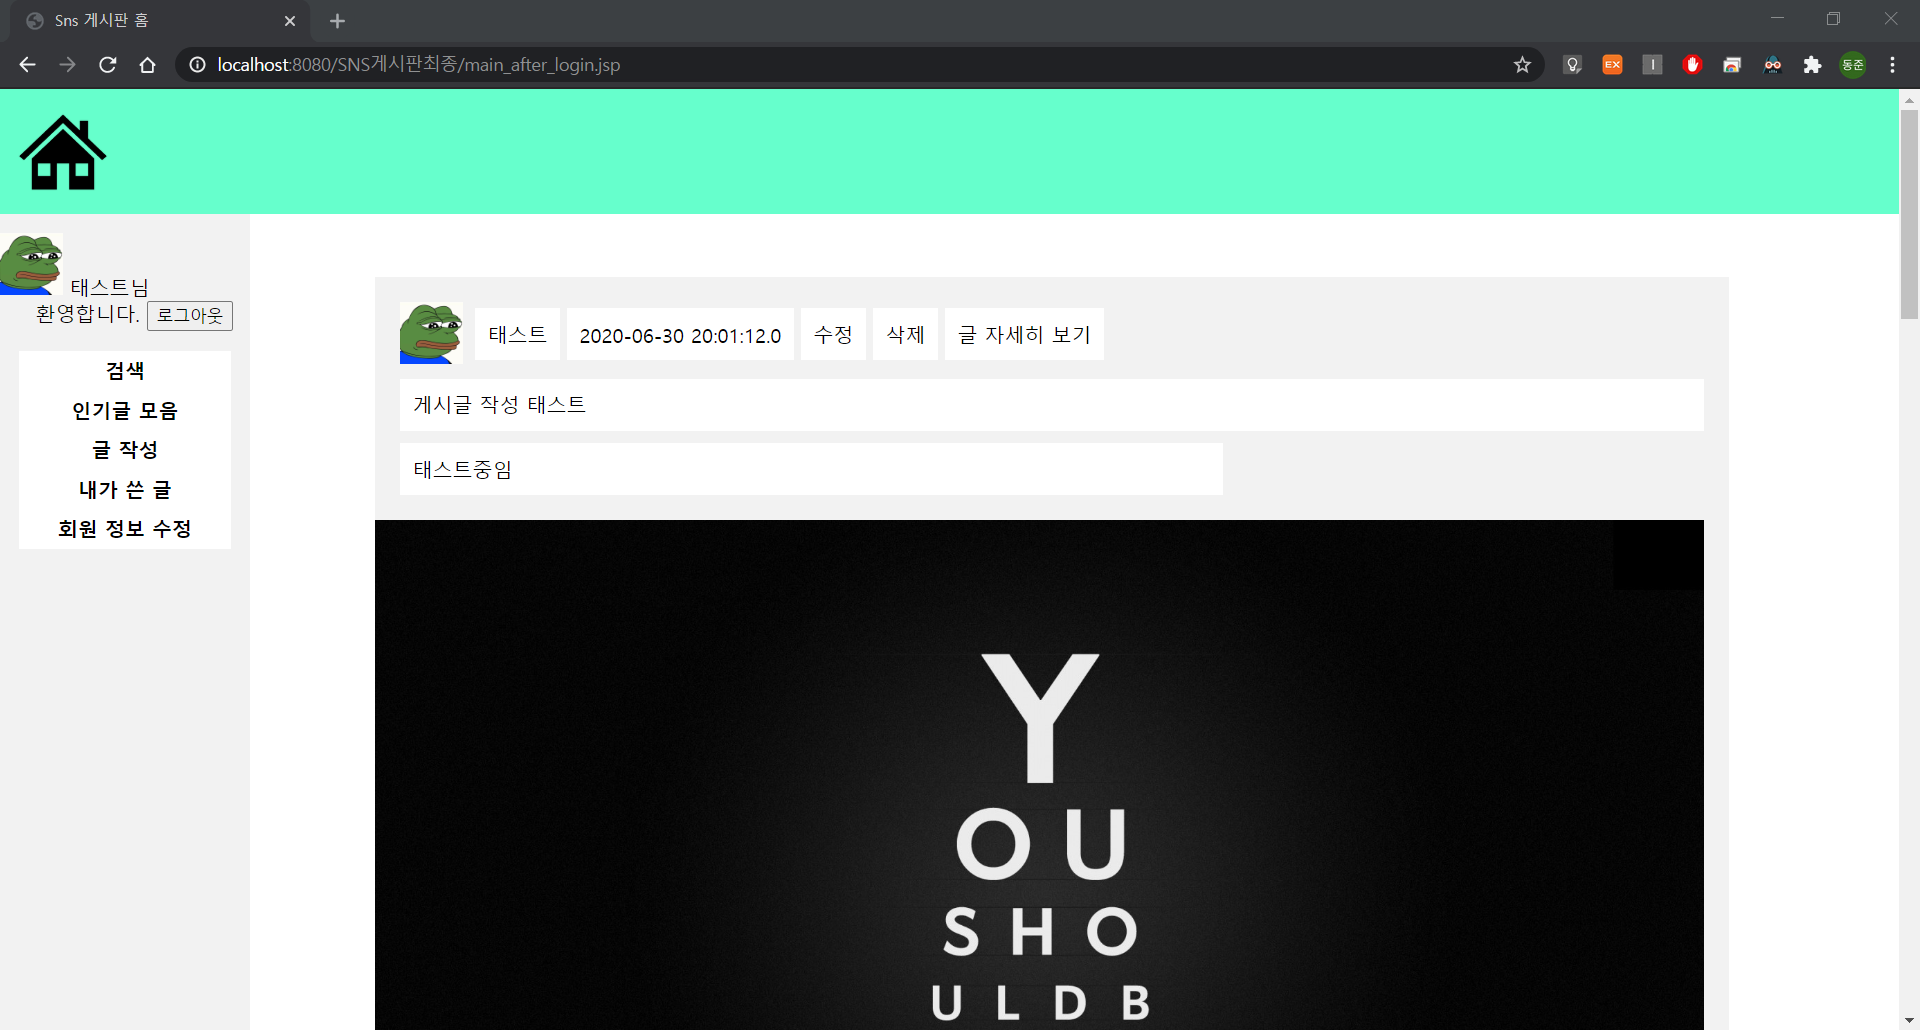 Sns 게시판 홈
localhost:8080/SNS게시판최종/main_after_login.jsp
EX
동준
태스트님
환영합니다. 로그아웃
검색
인기글 모음
글 작성
내가 쓴 글
회원 정보 수정
태스트 2020-06-30 20:01:12.0 수정 삭제 글 자세히 보기
게시글 작성 태스트
태스트중임
Y
O U
S H O
U L D B